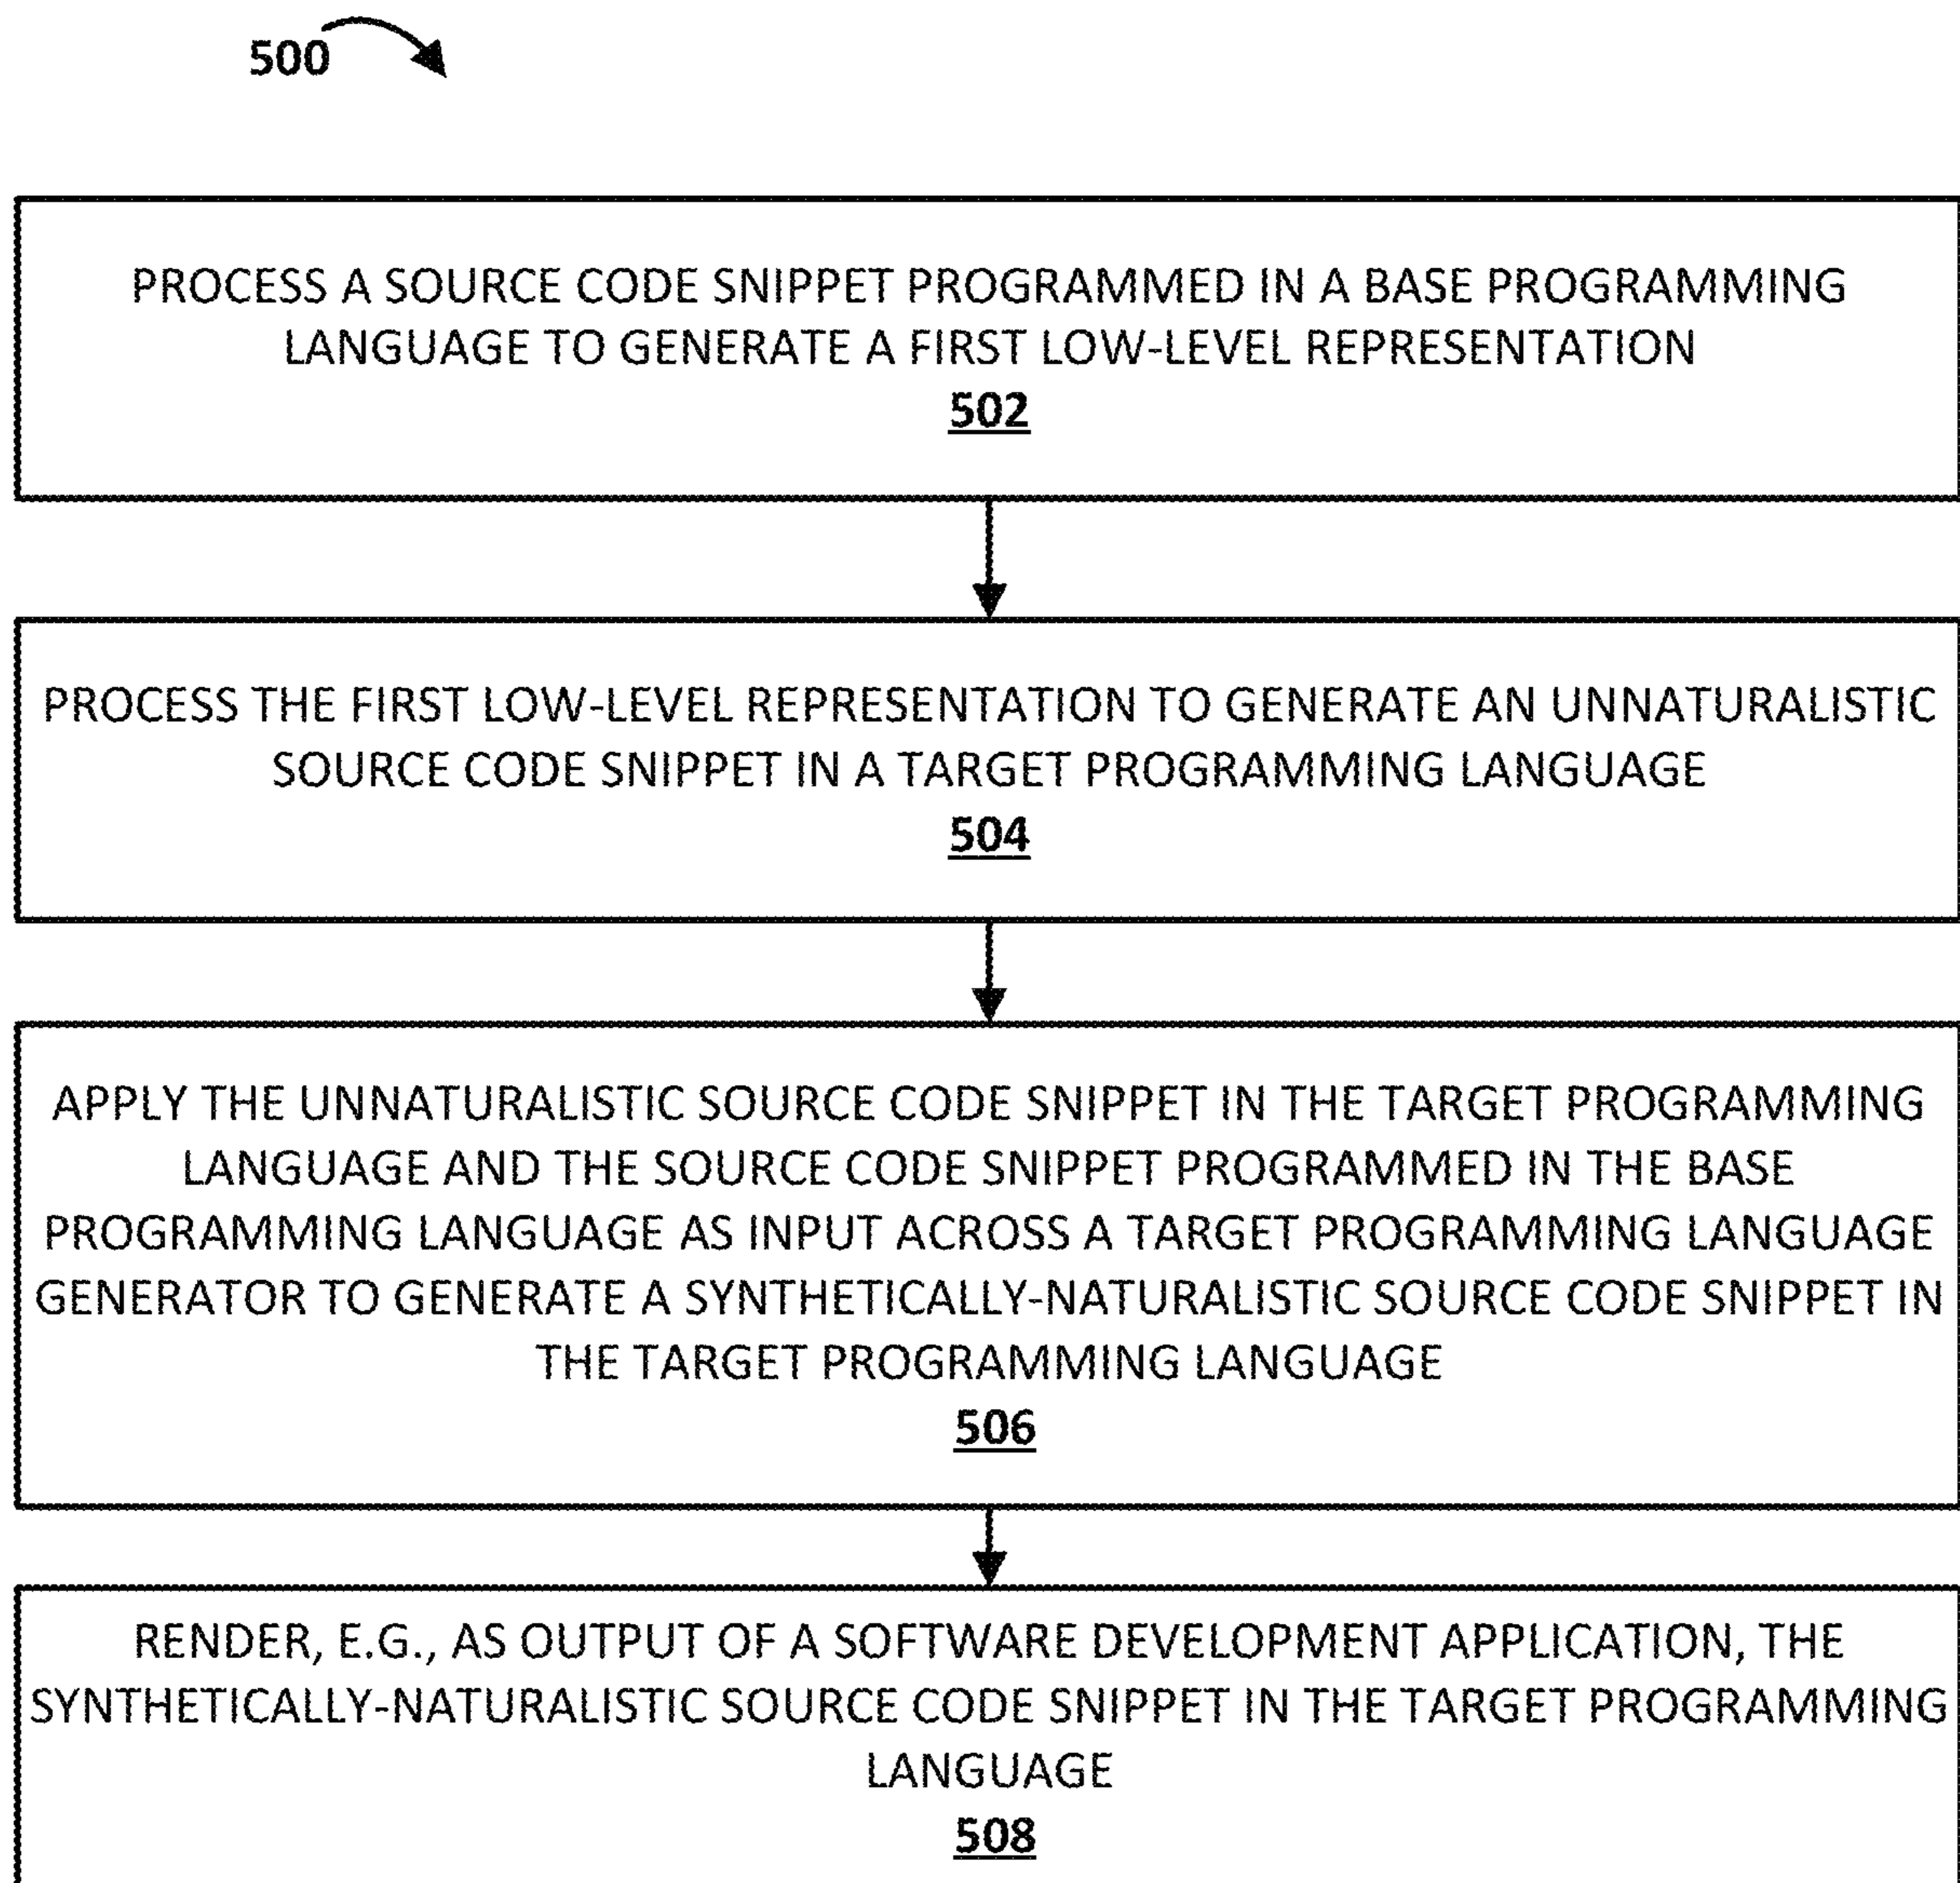 500
PROCESS A SOURCE CODE SNIPPET PROGRAMMED IN A BASE PROGRAMMING
LANGUAGE TO GENERATE A FIRST LOW-LEVEL REPRESENTATION
502
PROCESS THE FIRST LOW-LEVEL REPRESENTATION TO GENERATE AN UNNATURALISTIC
SOURCE CODE SNIPPET IN A TARGET PROGRAMMING LANGUAGE
504
APPLY THE UNNATURALISTIC SOURCE CODE SNIPPET IN THE TARGET PROGRAMMING
LANGUAGE AND THE SOURCE CODE SNIPPET PROGRAMMED IN THE BASE
PROGRAMMING LANGUAGE AS INPUT ACROSS A TARGET PROGRAMMING LANGUAGE
GENERATOR TO GENERATE A SYNTHETICALLY-NATURALISTIC SOURCE CODE SNIPPET IN
THE TARGET PROGRAMMING LANGUAGE
506
RENDER, E.G., AS OUTPUT OF A SOFTWARE DEVELOPMENT APPLICATION, THE
SYNTHETICALLY-NATURALISTIC SOURCE CODE SNIPPET IN THE TARGET PROGRAMMING
LANGUAGE
508